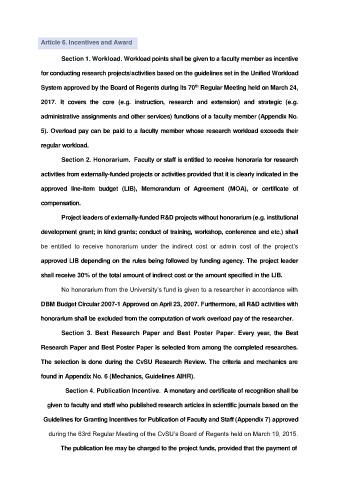 Article 6. Incentives and Award
Section 1. Workload. Workload points shall be given to a faculty member as incentive
for conducting research projects/activities based on the guidelines set in the Unified Workload
System approved by the Board of Regents during its 70th Regular Meeting held on March 24,
2017. It covers the core (e.g. instruction, research and extension) and strategic (e.g.
administrative assignments and other services) functions of a faculty member (Appendix No.
5). Overload pay can be paid to a faculty member whose research workload exceeds their
regular workload.
Section 2. Honorarium. Faculty or staff is entitled to receive honoraria for research
activities from externally-funded projects or activities provided that it is clearly indicated in the
approved line-item budget (LIB), Memorandum of Agreement (MOA), or certificate of
compensation.
Project leaders of externally-funded R&D projects without honorarium (e.g. institutional
development grant; in kind grants; conduct of training, workshop, conference and etc.) shall
be entitled to receive honorarium under the indirect cost or admin cost of the project's
approved LIB depending on the rules being followed by funding agency. The project leader
shall receive 30% of the total amount of indirect cost or the amount specified in the LIB.
No honorarium from the University's fund is given to a researcher in accordance with
DBM Budget Circular 2007-1 Approved on April 23, 2007. Furthermore, all R&D activities with
honorarium shall be excluded from the computation of work overload pay of the researcher.
Section 3. Best Research Paper and Best Poster Paper. Every year, the Best
Research Paper and Best Poster Paper is selected from among the completed researches.
The selection is done during the CvSU Research Review. The criteria and mechanics are
found in Appendix No. 6 (Mechanics, Guidelines AIHR).
Section 4. Publication Incentive. A monetary and certificate of recognition shall be
given to faculty and staff who published research articles in scientific journals based on the
Guidelines for Granting Incentives for Publication of Faculty and Staff (Appendix 7) approved
during the 63rd Regular Meeting of the CvSU's Board of Regents held on March 19, 2015.
The publication fee may be charged to the project funds, provided that the payment of